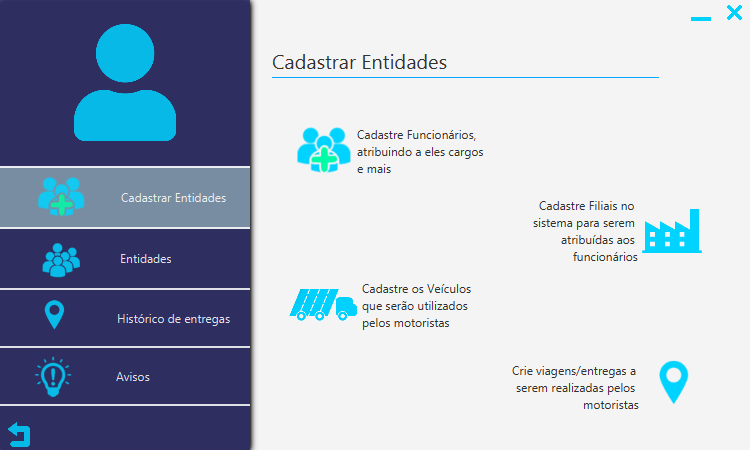 Cadastrar Entidades
Entidades
Histórico de entregas
Avisos
Cadastrar Entidades
Cadastre Funcionários,
atribuindo a eles cargos
e mais
Cadastre Filiais no
sistema para serem
atribuídas aos
funcionários
Cadastre os Veículos
que serão utilizados
pelos motoristas
Crie viagens/entregas a
serem realizadas pelos
motoristas